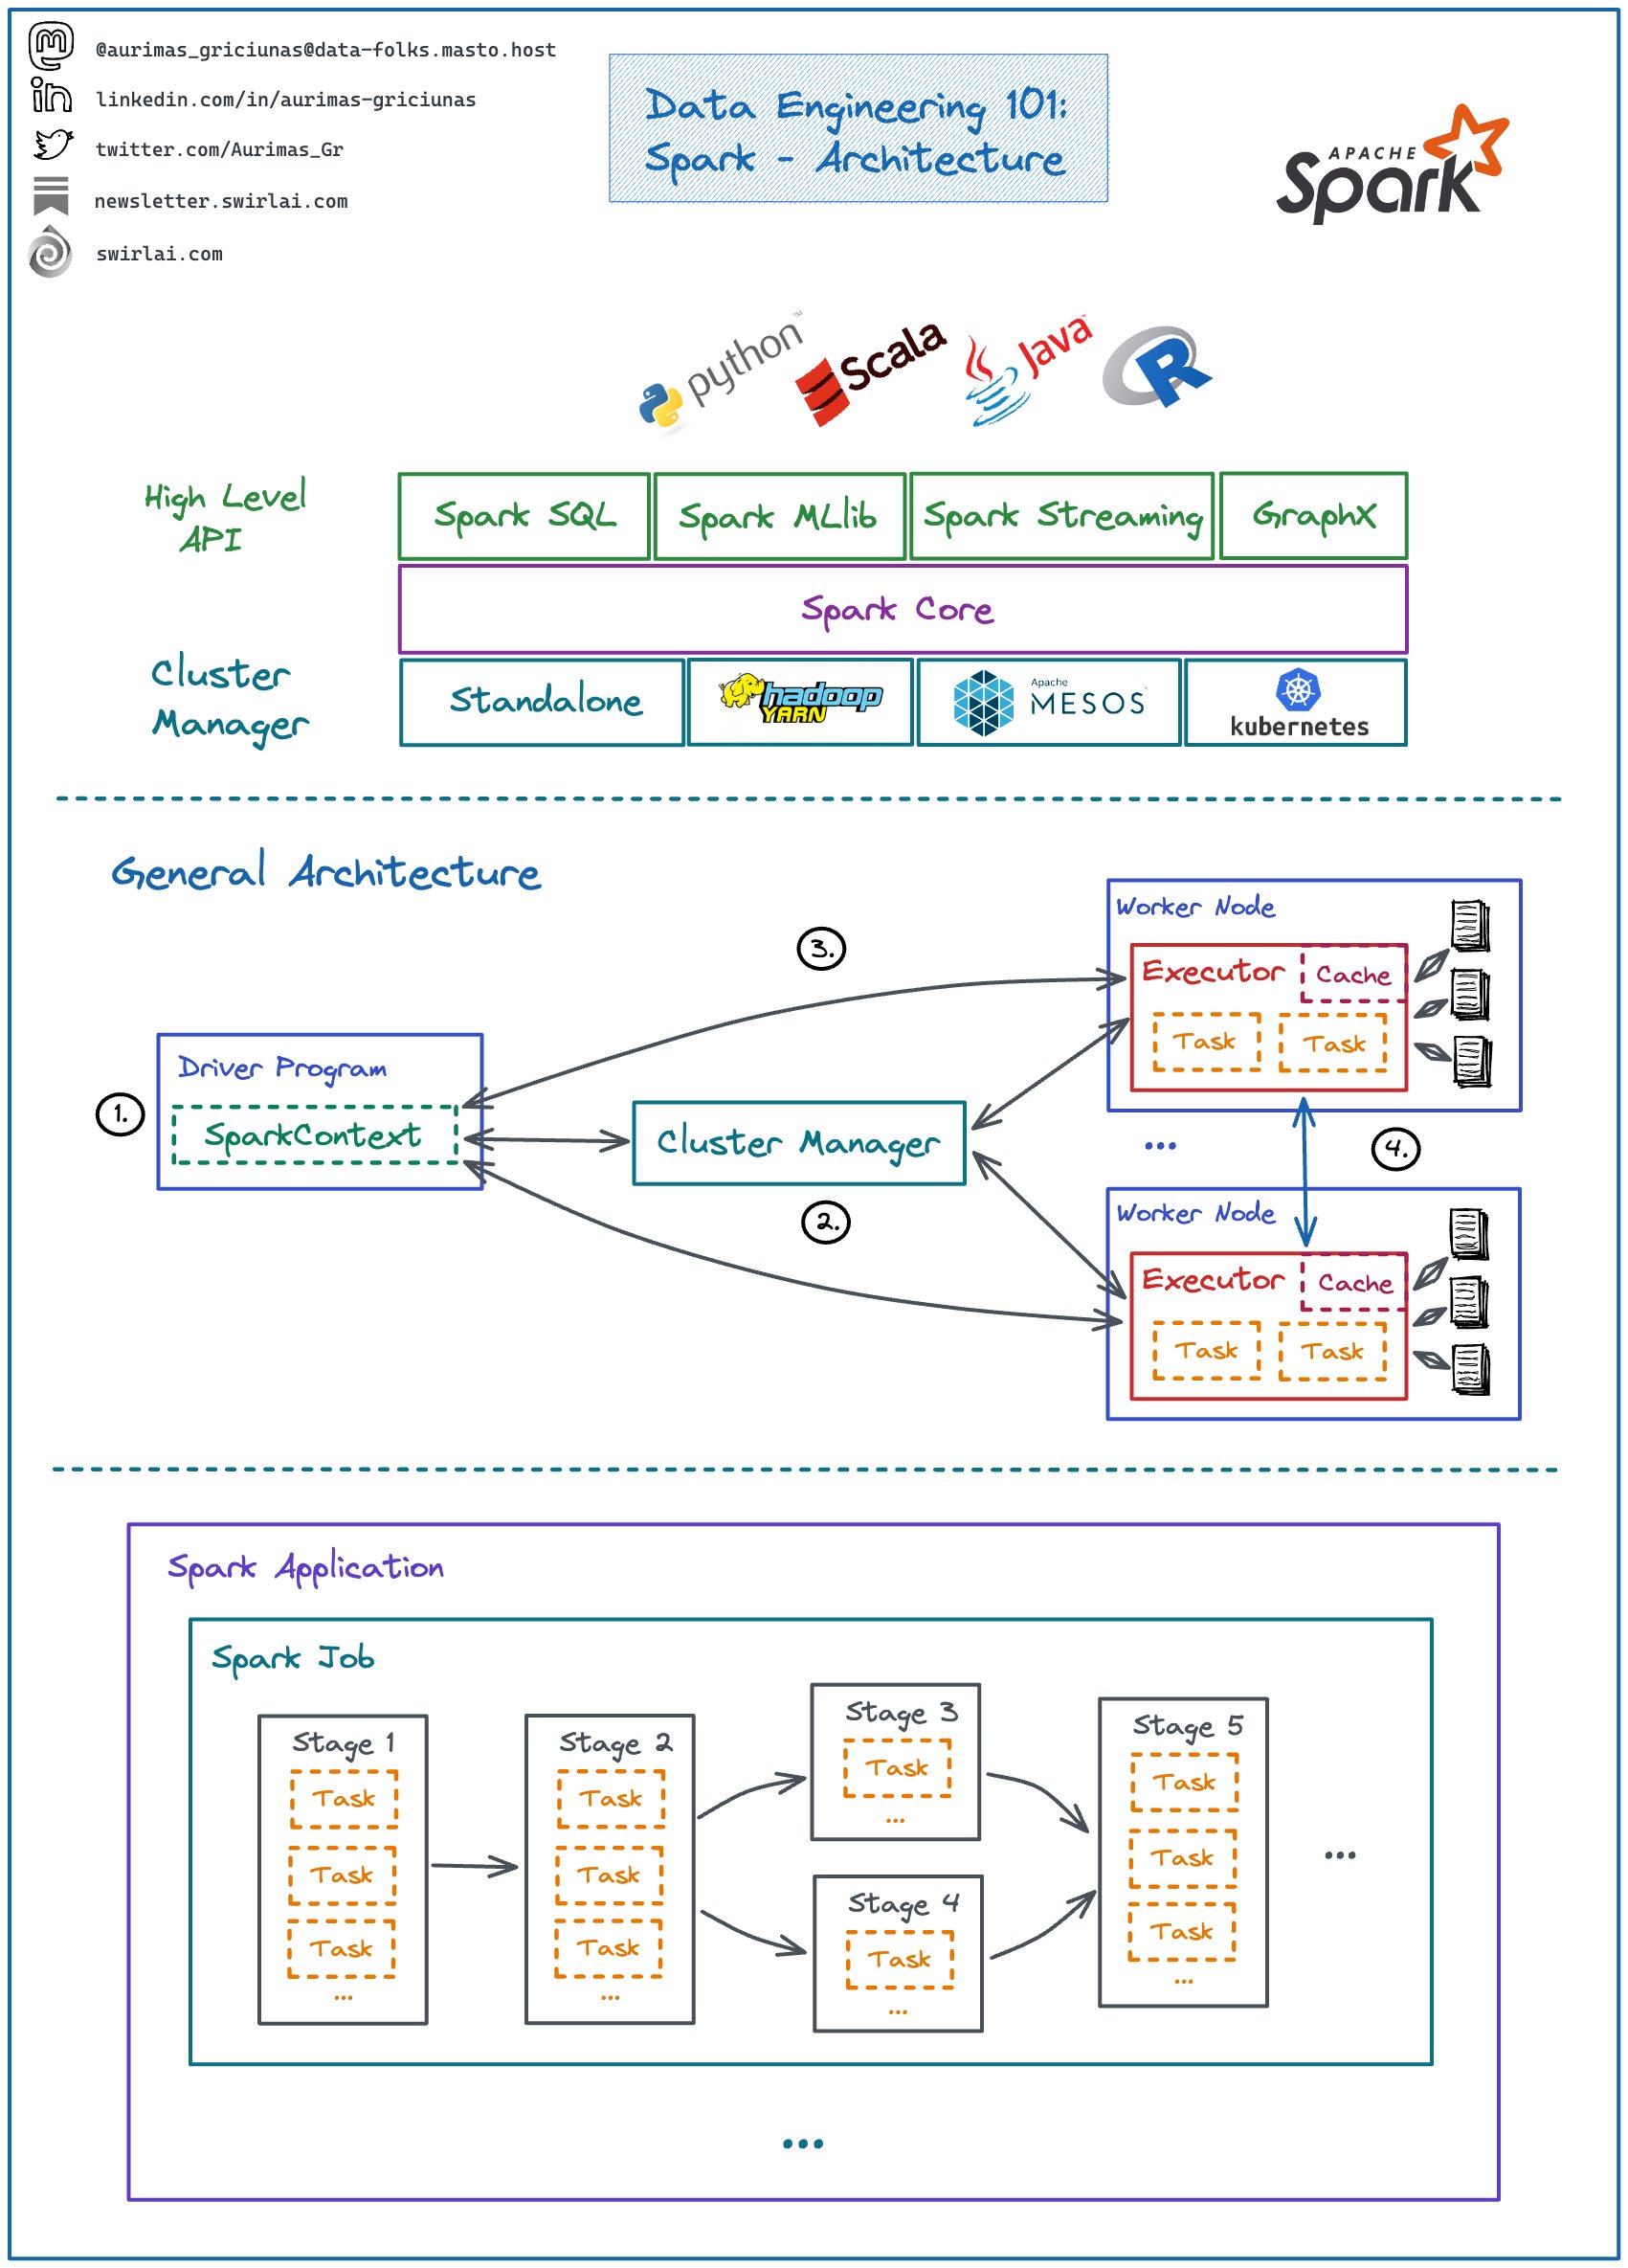 @aurimas_griciunas@data-folks.masto.host
linkedin.com/in/aurimas-griciunas
twitter.com/Aurimas_Gr
newsletter.swirlai.com
swirlai.com
Data Engineering 101:
Spark - Architecture
APACHE
Spark
python
Scala
Java
R
High Level
API
Spark SQL
Spark MLlib
Spark Streaming
GraphX
Spark Core
Cluster
Manager
Standalone
hadoop
YARN
Apache
MESOS
kubernetes
General Architecture
1.
Driver Program
SparkContext
3.
Cluster Manager
2.
Worker Node
Executor
Cache
Task
Task
...
4.
Worker Node
Executor
Cache
Task
Task
Spark Application
Spark Job
Stage 1
Task
Task
Task
...
Stage 2
Task
Task
Task
...
Stage 3
Task
...
Stage 4
Task
...
Stage 5
Task
Task
Task
...
...
...